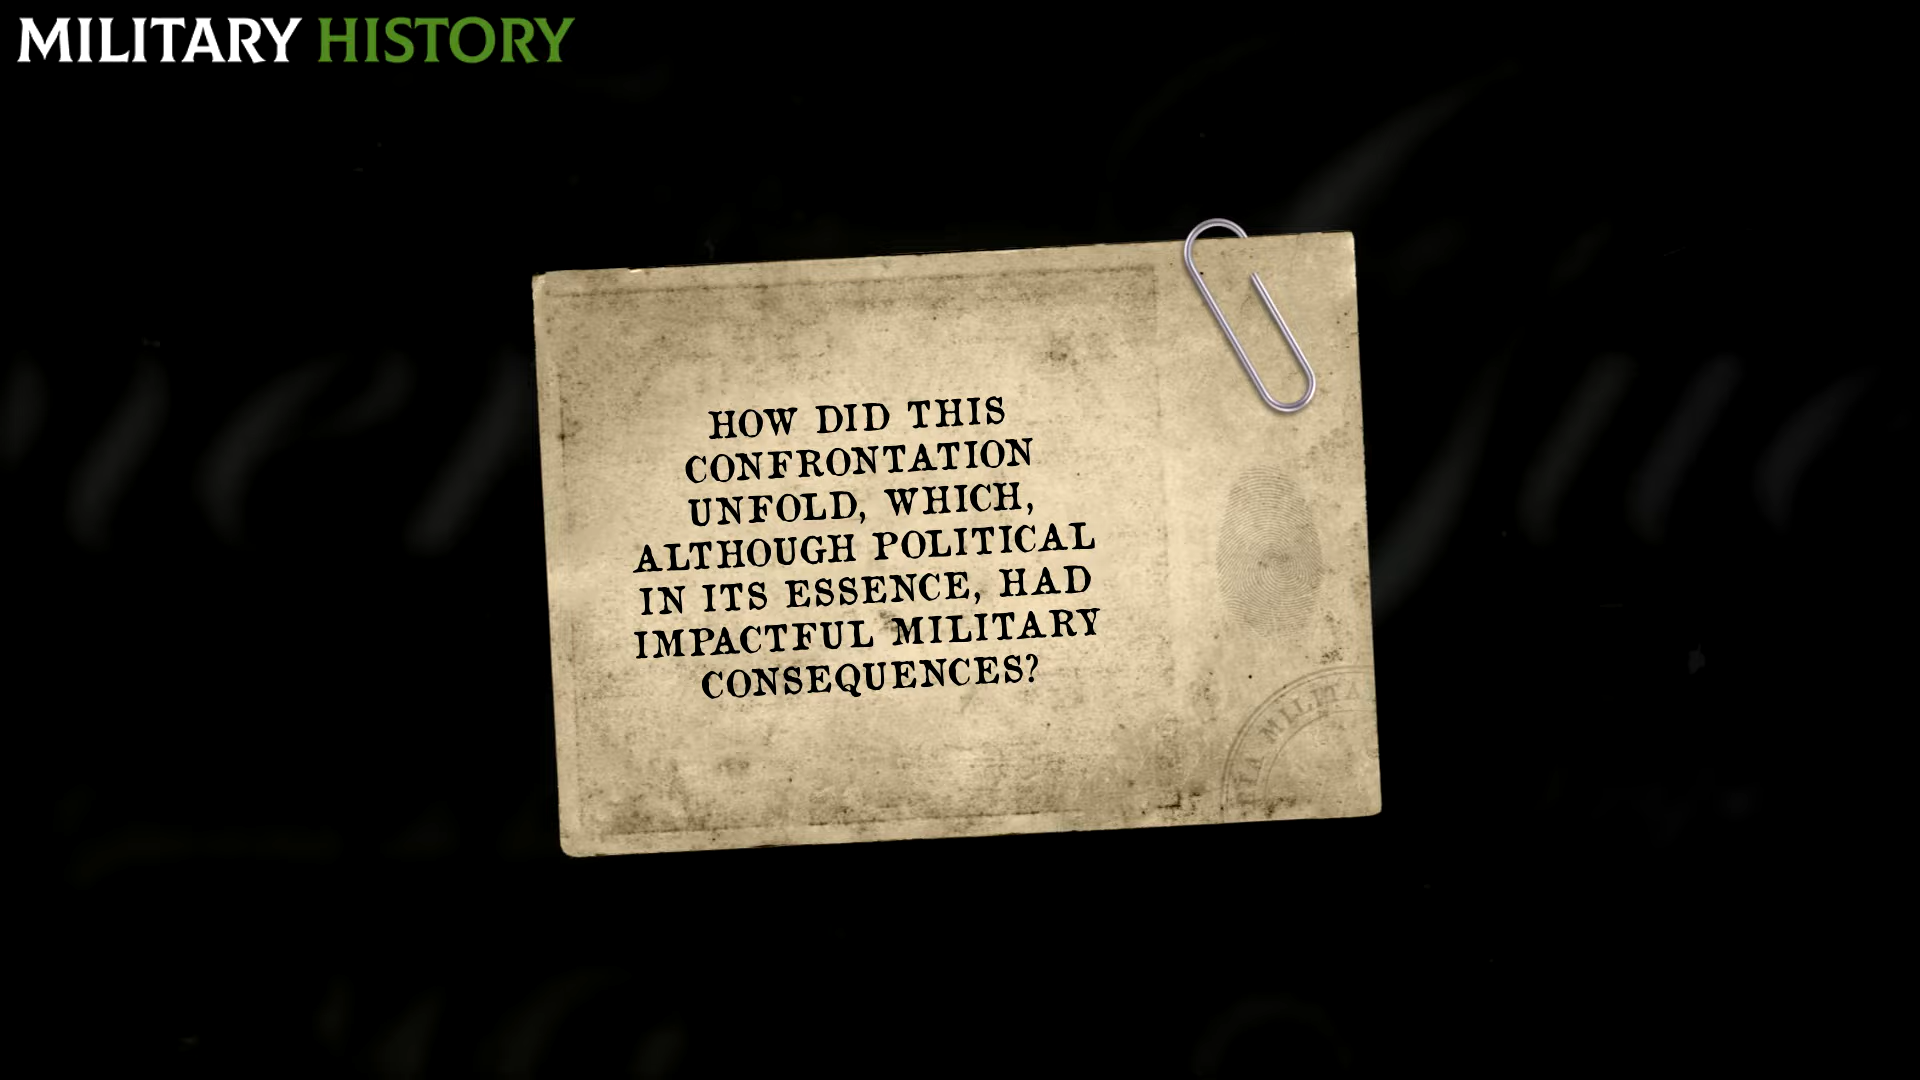 MILITARY HISTORY
HOW DID THIS
CONFRONTATION
UNFOLD, WHICH,
ALTHOUGH POLITICAL
IN ITS ESSENCE, HAD
IMPACTFUL MILITARY
CONSEQUENCES?